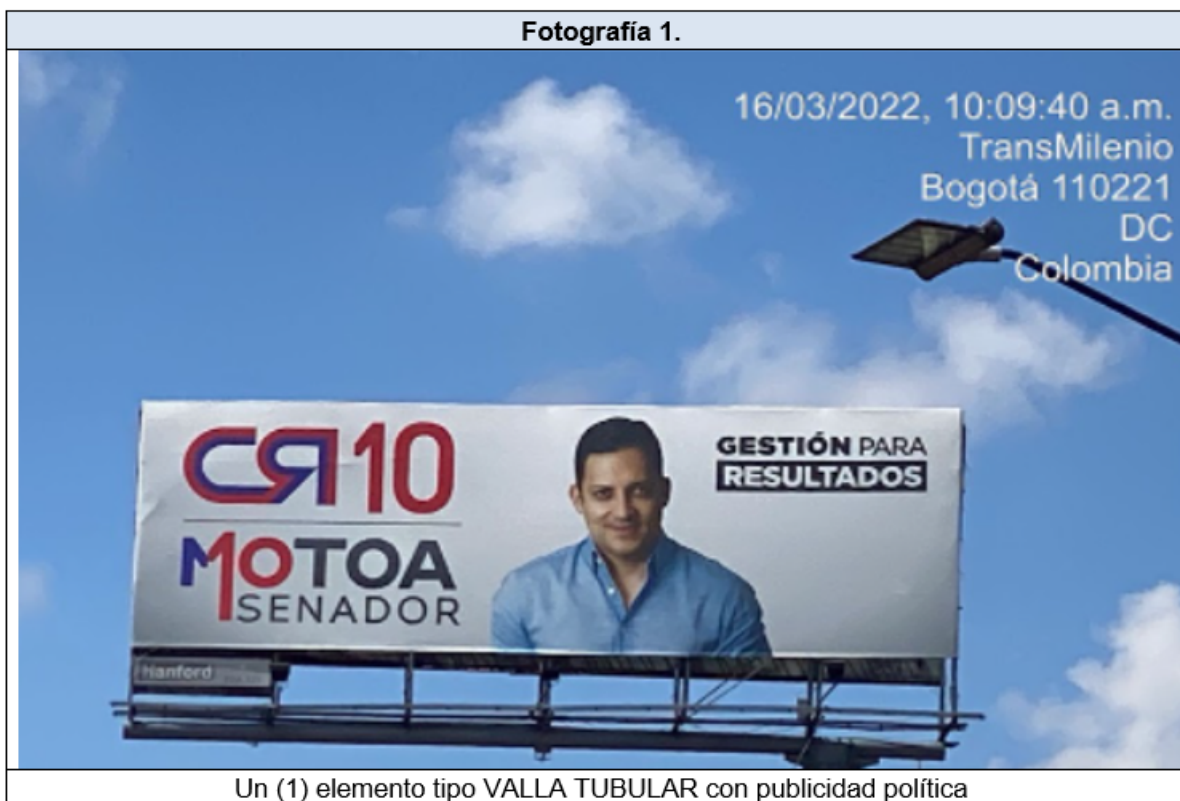 Fotografía 1.
16/03/2022, 10:09:40 a.m.
TransMilenio
Bogotá 110221
DC
Colombia
CR10
MOTOA
SENADOR
GESTIÓN PARA
RESULTADOS
Hanford
Un (1) elemento tipo VALLA TUBULAR con publicidad política